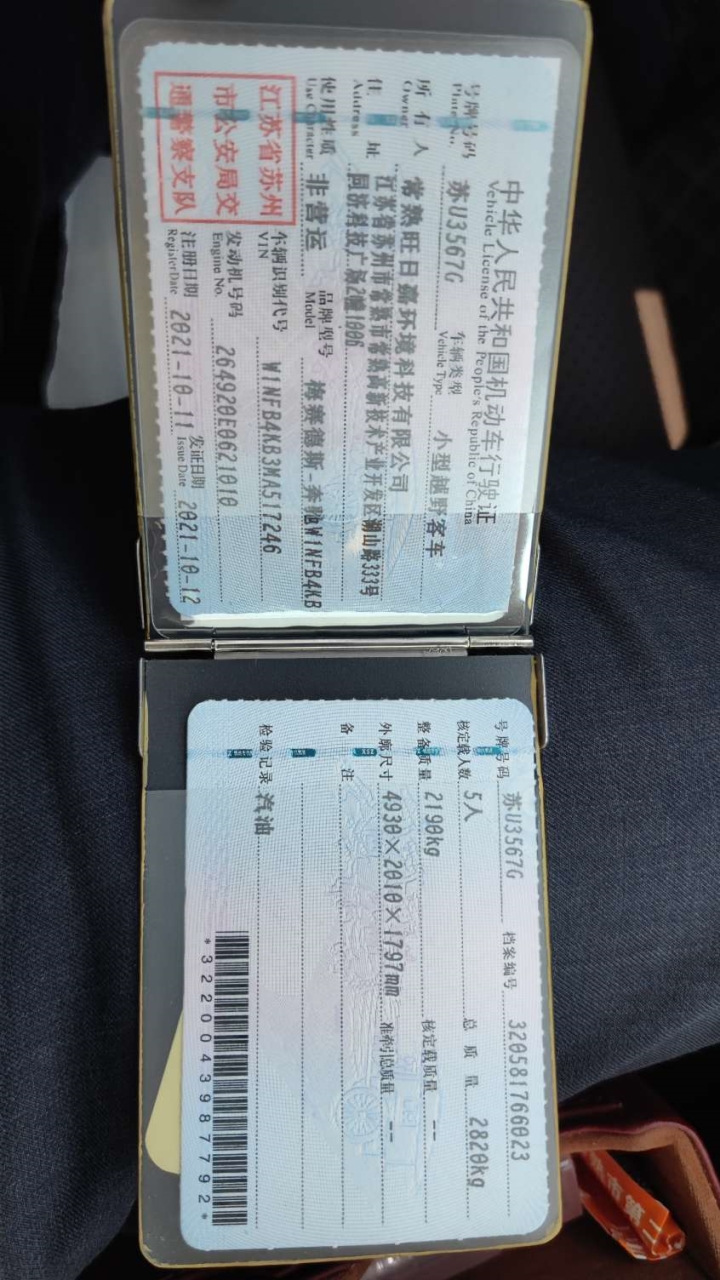 中华人民共和国机动车行驶证
Vehicle License of the People's Republic of China
号牌号码 苏U3567G 车辆类型 小型越野客车
Plate No. Vehicle Type
所有人 常熟旺日嘉环境科技有限公司
Owner
住址 江苏省苏州市常熟市常熟高新技术产业开发区湖山路333号
Address 同济科技广场2幢1006
使用性质 非营运 品牌型号 梅赛德斯-奔驰W1NFB4KB
Use Character Model
江苏省苏州
市公安局交
通警察支队
车辆识别代号 W1NFB4KB3MA517246
VIN
发动机号码 264920E0621010
Engine No.
注册日期 2021-10-11 发证日期 2021-10-12
Register Date Issue Date
号牌号码 苏U3567G 档案编号 320581766023
核定载人数 5人 总质量 2820kg
整备质量 2190kg 核定载质量 --
外廓尺寸 4930×2010×1797mm 准牵引总质量 --
备注
检验记录 汽油
*3220043987792*